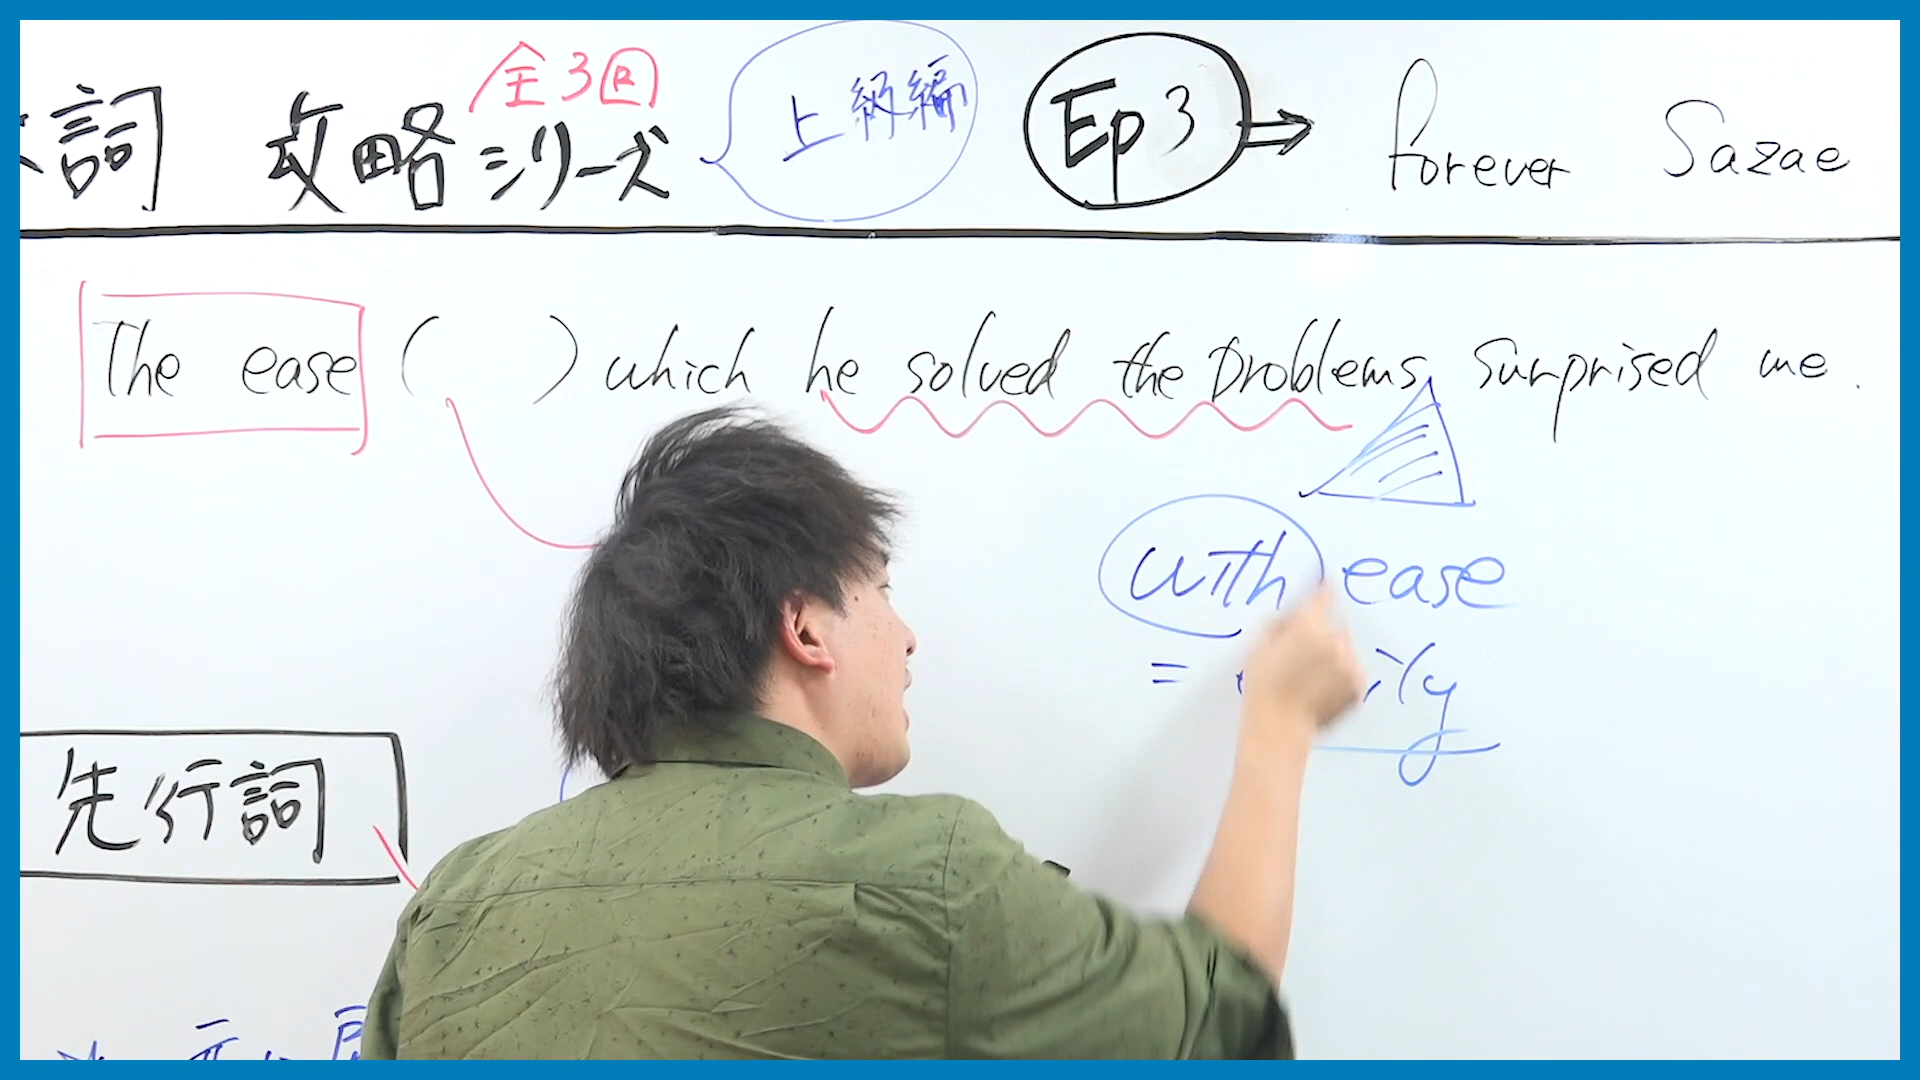 全3回
詞 攻略 シリーズ 上級編 Ep3 ⇒ forever Sazae
The ease ( ) which he solved the problems surprised me.
with ease
=
先行詞